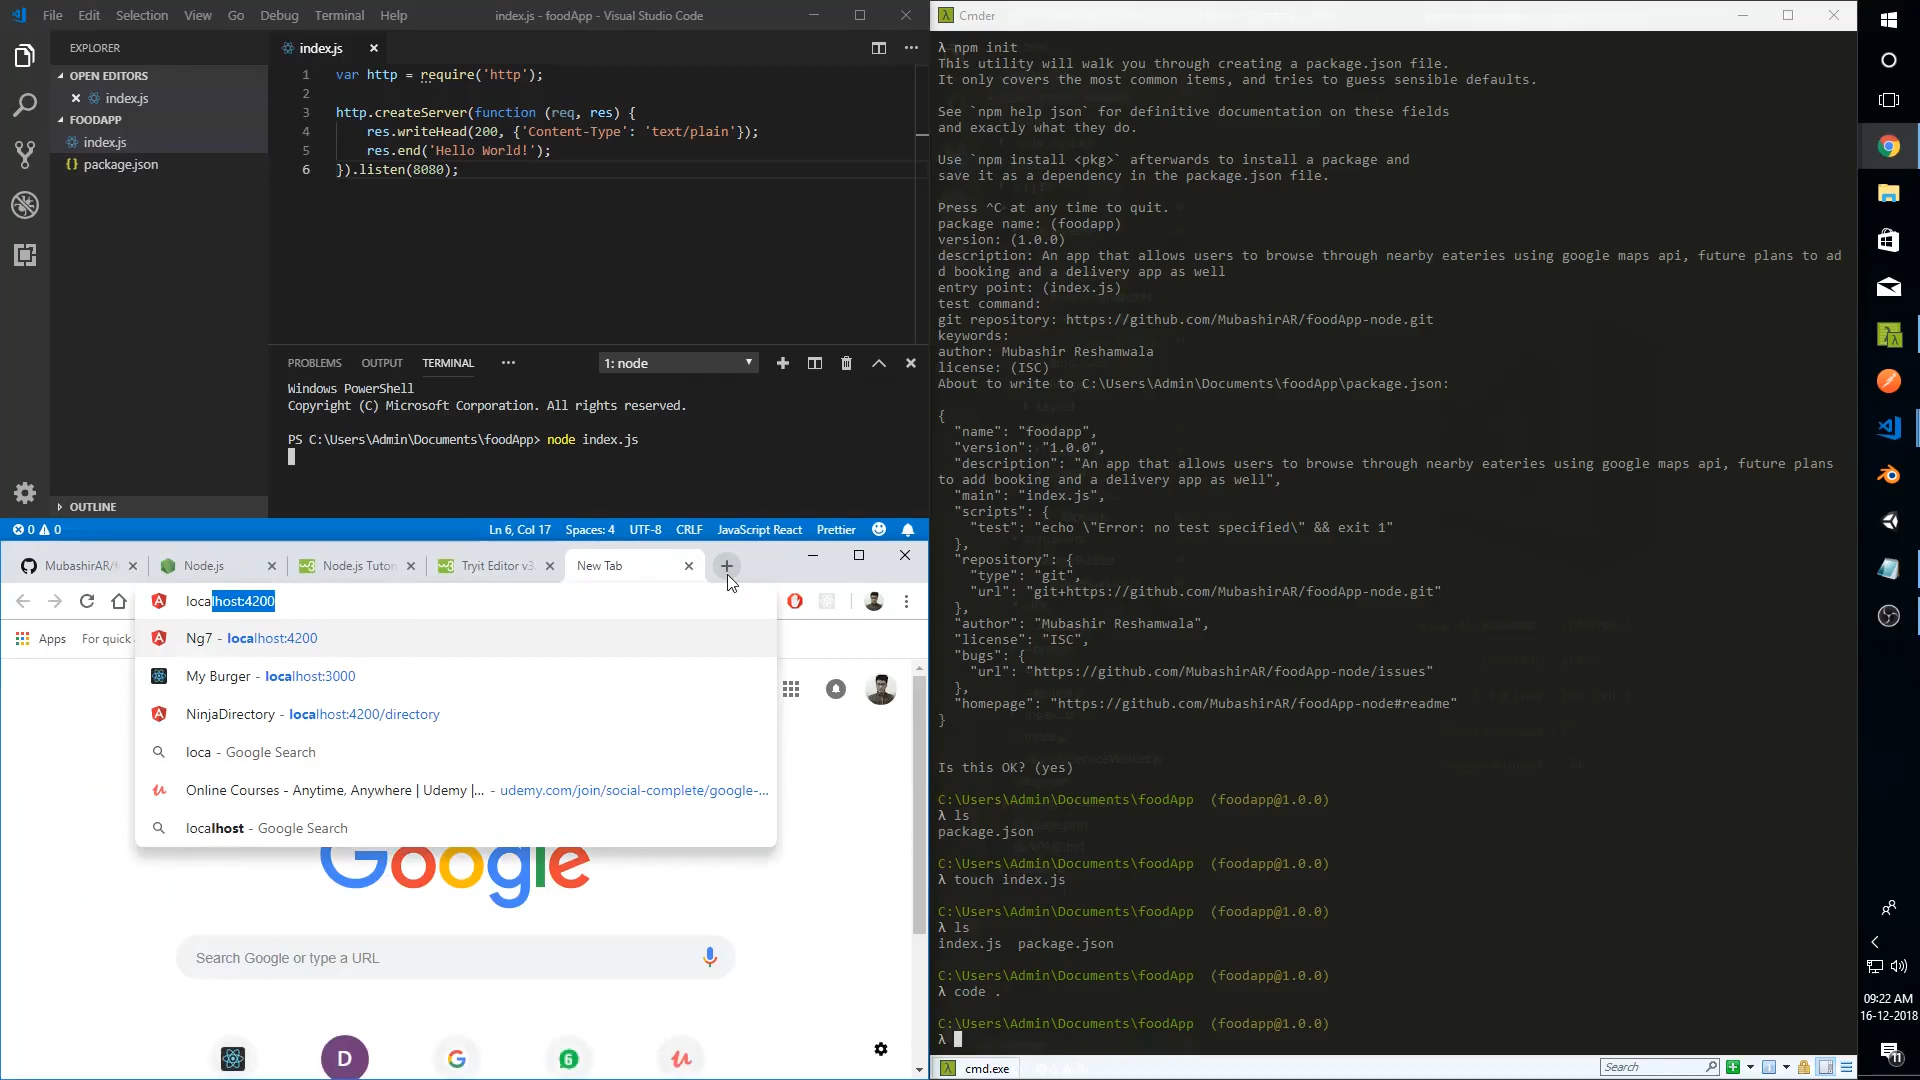 File Edit Selection View Go Debug Terminal Help
index.js - foodApp - Visual Studio Code
EXPLORER
OPEN EDITORS
index.js
FOODAPP
index.js
package.json
OUTLINE
index.js
1 var http = require('http');
2
3 http.createServer(function (req, res) {
4 res.writeHead(200, {'Content-Type': 'text/plain'});
5 res.end('Hello World!');
6 }).listen(8080);
PROBLEMS OUTPUT TERMINAL ... 1: node
Windows PowerShell
Copyright (C) Microsoft Corporation. All rights reserved.
PS C:\Users\Admin\Documents\foodApp> node index.js
0 0 Ln 6, Col 17 Spaces: 4 UTF-8 CRLF JavaScript React Prettier
MubashirAR/f Node.js Node.js Tutor Tryit Editor v3. New Tab
localhost:4200
Apps For quick
Ng7 - localhost:4200
My Burger - localhost:3000
NinjaDirectory - localhost:4200/directory
loca - Google Search
Online Courses - Anytime, Anywhere | Udemy |... - udemy.com/join/social-complete/google-...
localhost - Google Search
Google
Search Google or type a URL
D G 6
Cmder
λ npm init
This utility will walk you through creating a package.json file.
It only covers the most common items, and tries to guess sensible defaults.
See `npm help json` for definitive documentation on these fields
and exactly what they do.
Use `npm install <pkg>` afterwards to install a package and
save it as a dependency in the package.json file.
Press ^C at any time to quit.
package name: (foodapp)
version: (1.0.0)
description: An app that allows users to browse through nearby eateries using google maps api, future plans to ad
d booking and a delivery app as well
entry point: (index.js)
test command:
git repository: https://github.com/MubashirAR/foodApp-node.git
keywords:
author: Mubashir Reshamwala
license: (ISC)
About to write to C:\Users\Admin\Documents\foodApp\package.json:
{
"name": "foodapp",
"version": "1.0.0",
"description": "An app that allows users to browse through nearby eateries using google maps api, future plans
to add booking and a delivery app as well",
"main": "index.js",
"scripts": {
"test": "echo \"Error: no test specified\" && exit 1"
},
"repository": {
"type": "git",
"url": "git+https://github.com/MubashirAR/foodApp-node.git"
},
"author": "Mubashir Reshamwala",
"license": "ISC",
"bugs": {
"url": "https://github.com/MubashirAR/foodApp-node/issues"
},
"homepage": "https://github.com/MubashirAR/foodApp-node#readme"
}
Is this OK? (yes)
C:\Users\Admin\Documents\foodApp (foodapp@1.0.0)
λ ls
package.json
C:\Users\Admin\Documents\foodApp (foodapp@1.0.0)
λ touch index.js
C:\Users\Admin\Documents\foodApp (foodapp@1.0.0)
λ ls
index.js package.json
C:\Users\Admin\Documents\foodApp (foodapp@1.0.0)
λ code .
C:\Users\Admin\Documents\foodApp (foodapp@1.0.0)
λ
cmd.exe
Search
09:22 AM
16-12-2018
11